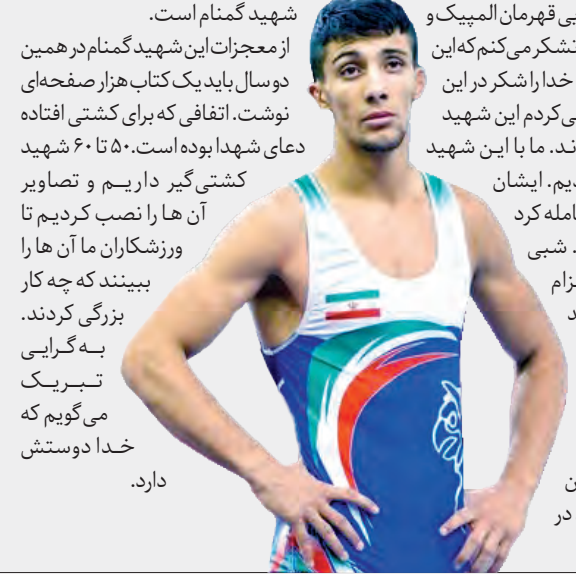 یی قهرمان المپیک و
تشکر می‌کنم که این
خدا را شکر در این
ی‌کردم این شهید
ند. ما با این شهید
دیم. ایشان
امله کرد
. شبی
زام
د
ن
در
شهید گمنام است.
از معجزات این شهید گمنام در همین
دو سال باید یک کتاب هزار صفحه‌ای
نوشت. اتفاقی که برای کشتی افتاده
دعای شهدا بوده است. ۵۰ تا ۶۰ شهید
کشتی‌گیر داریم و تصاویر
آن ها را نصب کردیم تا
ورزشکاران ما آن ها را
ببینند که چه کار
بزرگی کردند.
به گرایی
تبریک
می‌گویم که
خدا دوستش
دارد.